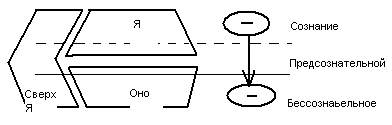 Я
Сознание
Предсознательной
Сверх
Я
Оно
Бессознаьельное